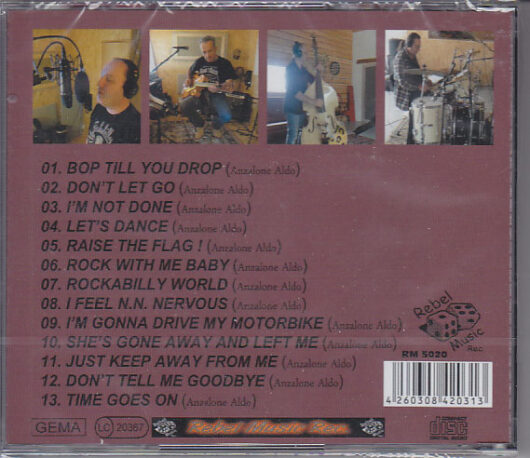 01. BOP TILL YOU DROP (Anzalone Aldo)
02. DON'T LET GO (Anzalone Aldo)
03. I'M NOT DONE (Anzalone Aldo)
04. LET'S DANCE (Anzalone Aldo)
05. RAISE THE FLAG ! (Anzalone Aldo)
06. ROCK WITH ME BABY (Anzalone Aldo)
07. ROCKABILLY WORLD (Anzalone Aldo)
08. I FEEL N.N. NERVOUS (Anzalone Aldo)
09. I'M GONNA DRIVE MY MOTORBIKE (Anzalone Aldo)
10. SHE'S GONE AWAY AND LEFT ME (Anzalone Aldo)
11. JUST KEEP AWAY FROM ME (Anzalone Aldo)
12. DON'T TELL ME GOODBYE (Anzalone Aldo)
13. TIME GOES ON (Anzalone Aldo)
Rebel
Music
Rec
RM 5020
4 260308 420313
GEMA
LC 20367
Rebel Music Rec.
COMPACT
disc
DIGITAL AUDIO